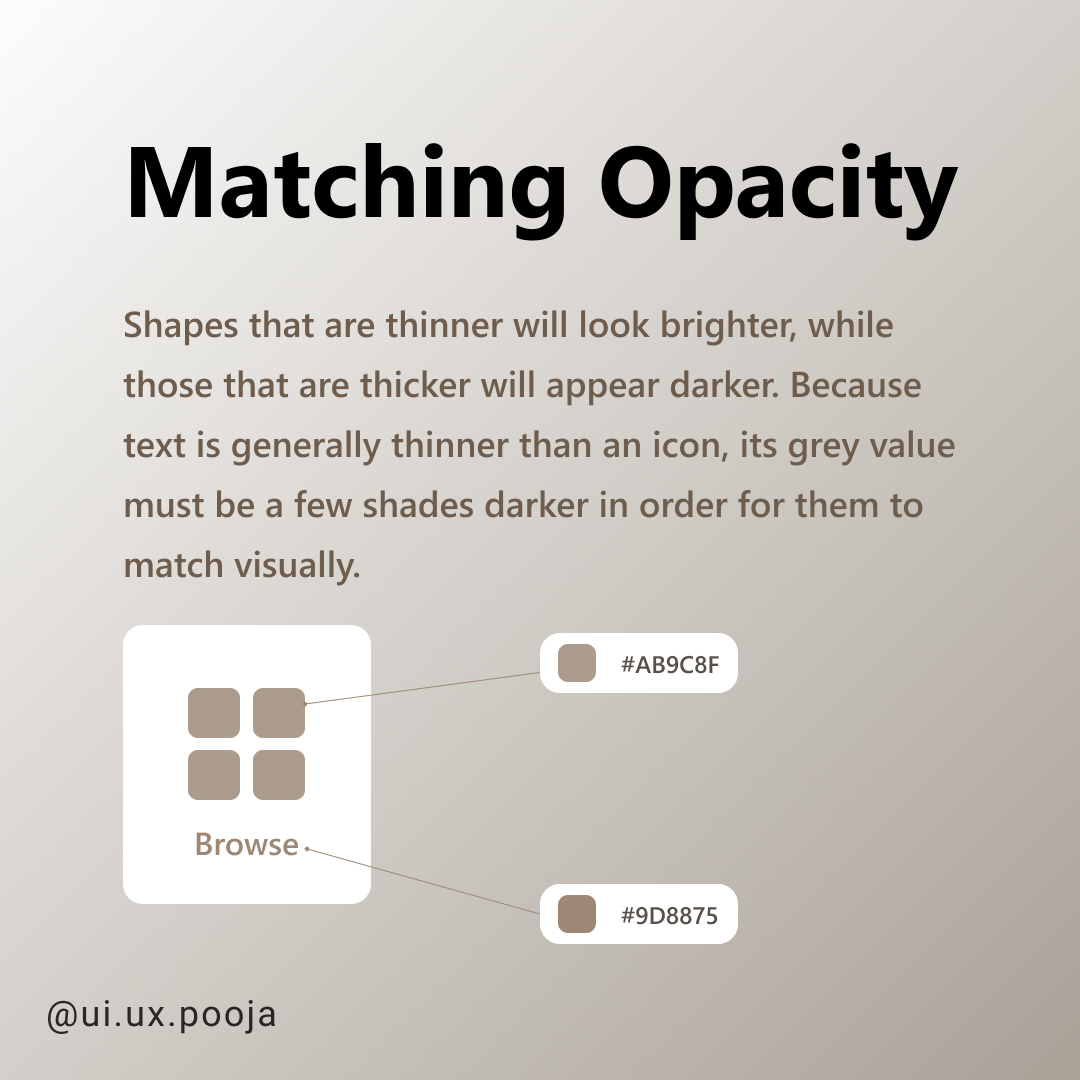 Matching Opacity
Shapes that are thinner will look brighter, while
those that are thicker will appear darker. Because
text is generally thinner than an icon, its grey value
must be a few shades darker in order for them to
match visually.
#AB9C8F
Browse
#9D8875
@ui.ux.pooja